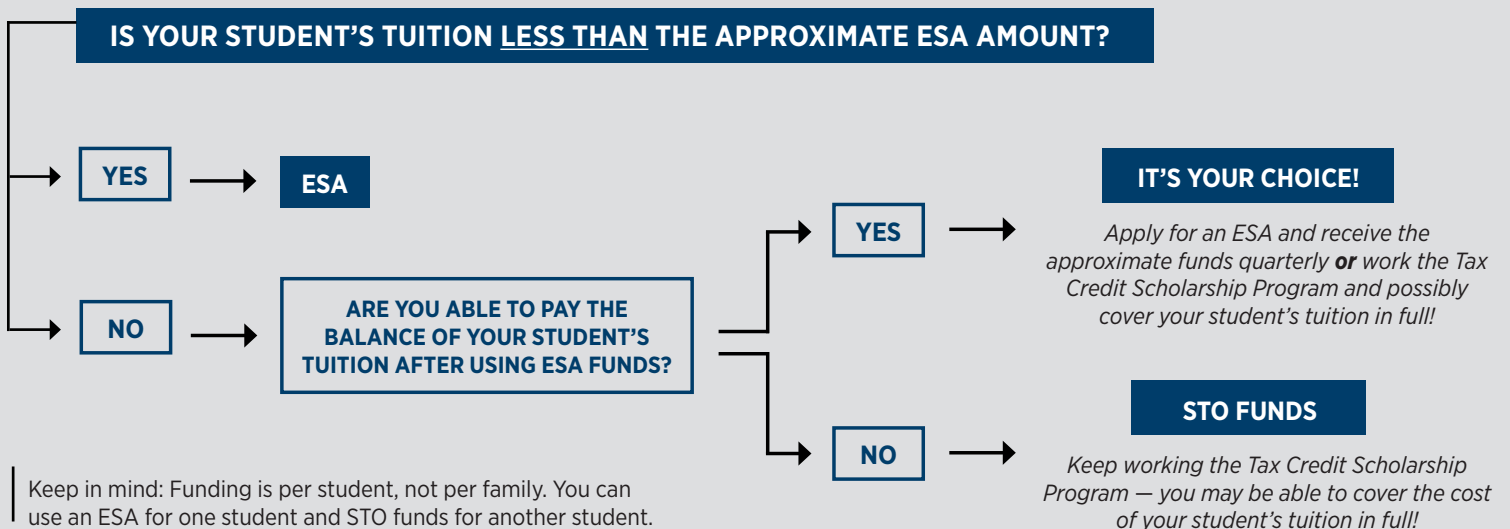 IS YOUR STUDENT’S TUITION LESS THAN THE APPROXIMATE ESA AMOUNT?
YES
ESA
NO
ARE YOU ABLE TO PAY THE
BALANCE OF YOUR STUDENT’S
TUITION AFTER USING ESA FUNDS?
YES
IT’S YOUR CHOICE!
Apply for an ESA and receive the
approximate funds quarterly or work the Tax
Credit Scholarship Program and possibly
cover your student’s tuition in full!
NO
STO FUNDS
Keep working the Tax Credit Scholarship
Program — you may be able to cover the cost
of your student’s tuition in full!
Keep in mind: Funding is per student, not per family. You can
use an ESA for one student and STO funds for another student.